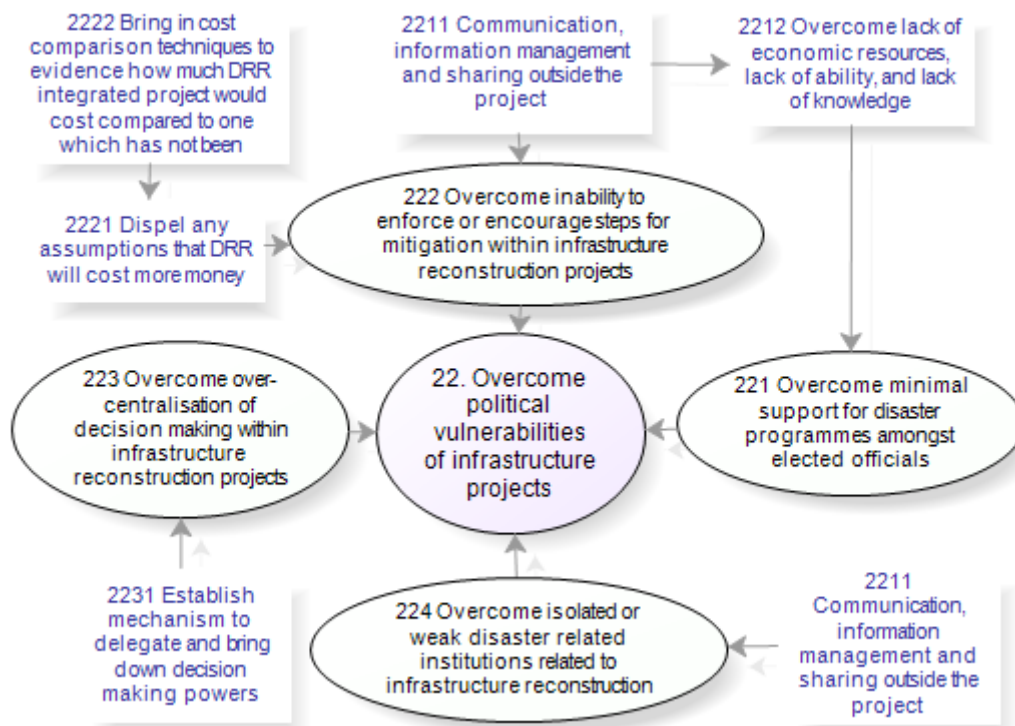 2222 Bring in cost
comparison techniques to
evidence how much DRR
integrated project would
cost compared to one
which has not been
2211 Communication,
information management
and sharing outside the
project
2212 Overcome lack of
economic resources,
lack of ability, and lack
of knowledge
222 Overcome inability to
enforce or encourage steps for
mitigation within infrastructure
reconstruction projects
2221 Dispel any
assumptions that DRR
will cost more money
223 Overcome over-
centralisation of
decision making within
infrastructure
reconstruction projects
22. Overcome
political
vulnerabilities
of infrastructure
projects
221 Overcome minimal
support for disaster
programmes amongst
elected officials
2231 Establish
mechanism to
delegate and bring
down decision
making powers
224 Overcome isolated or
weak disaster related
institutions related to
infrastructure reconstruction
2211
Communication,
information
management and
sharing outside the
project